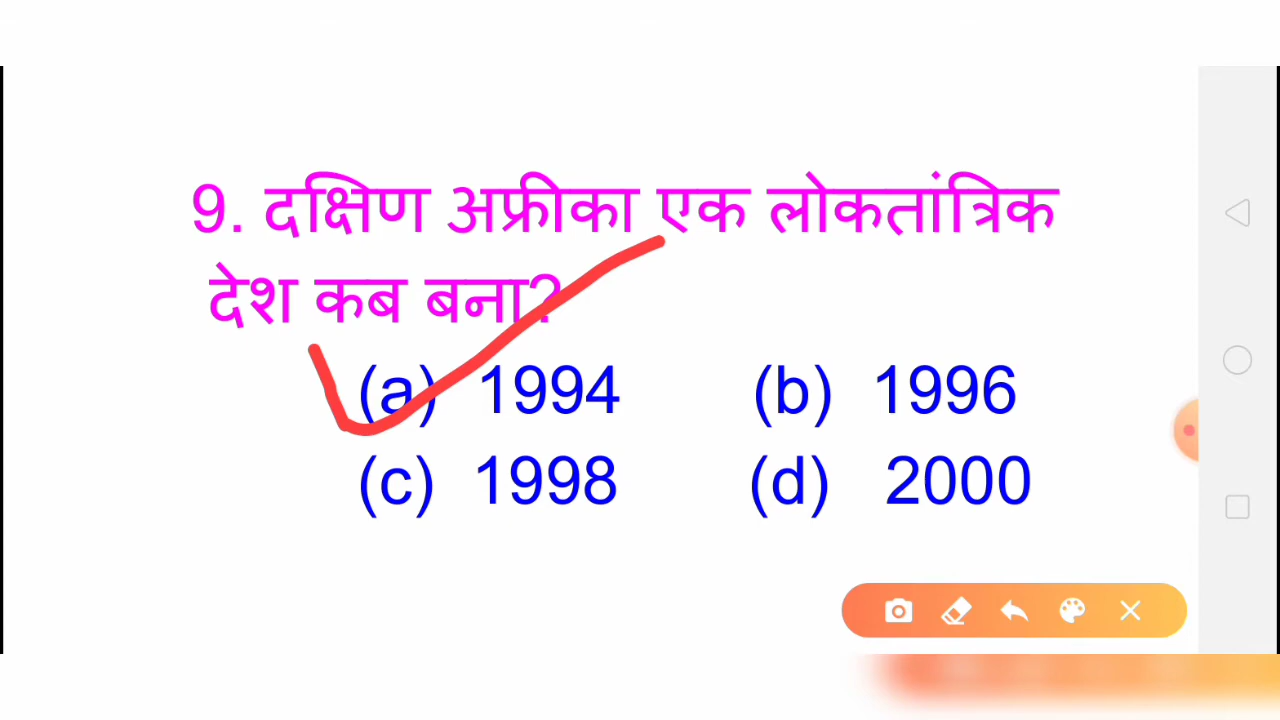 9. दक्षिण अफ्रीका एक लोकतांत्रिक
देश कब बना?
(a) 1994 (b) 1996
(c) 1998 (d) 2000